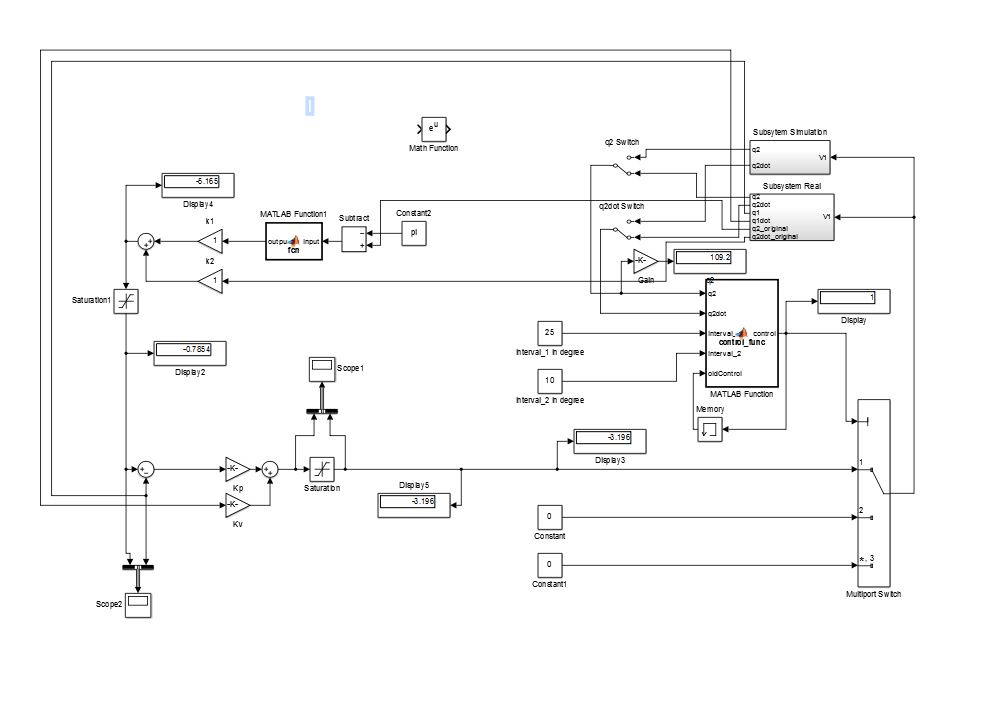 e^u
Math Function
q2 Switch
Subsytem Simulation
q2
q2dot
V1
Subsystem Real
q2
q2dot
q1
q1dot
q2_original
q2dot_original
V1
q2dot Switch
-5.165
Display4
k1
1
MATLAB Function1
outpu
input
fcn
Subtract
Constant2
pi
k2
1
-K-
Gain
109.2
Saturation1
-0.7854
Display2
q2
q2dot
Interval_
control
control_func
Interval_2
oldControl
MATLAB Function
1
Display
25
Interval_1 in degree
10
Interval_2 in degree
Memory
Scope1
-3.196
Display3
-K-
Kp
Saturation
Display5
-3.196
-K-
Kv
0
Constant
0
Constant1
1
2
*, 3
Multiport Switch
Scope2